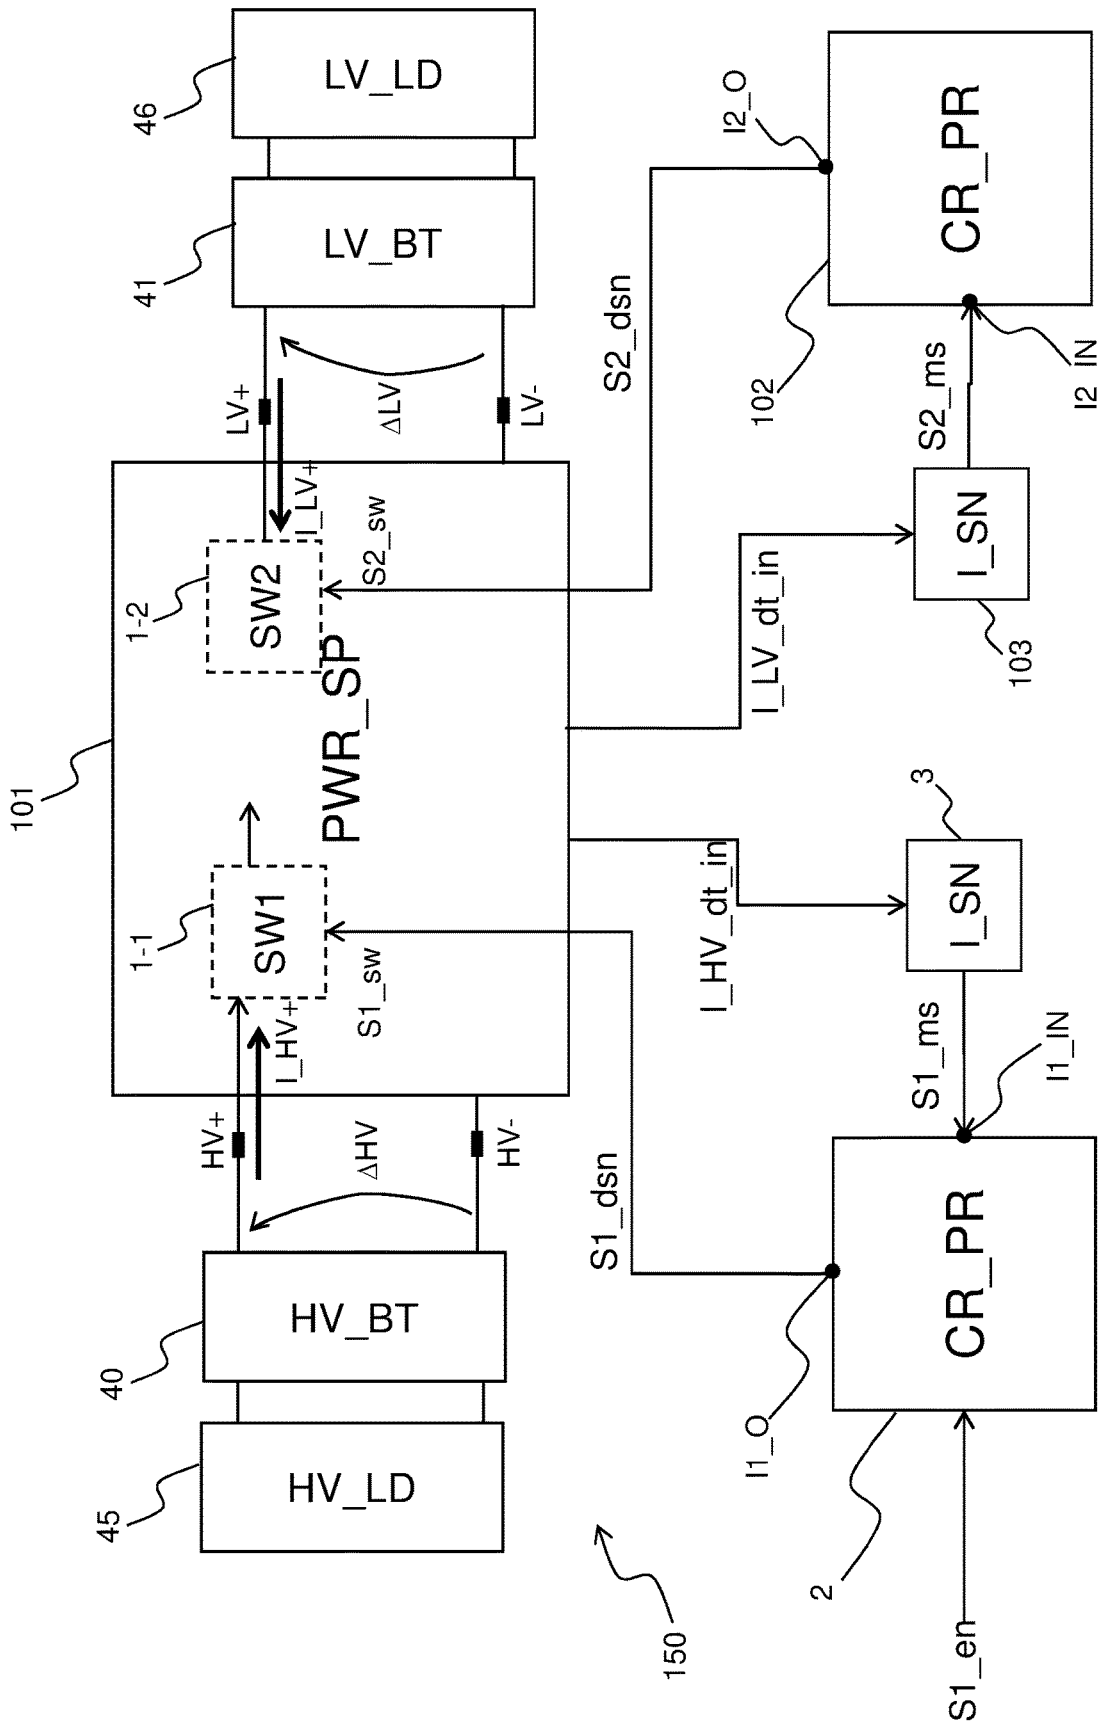 101
1-1
1-2
SW1
SW2
PWR_SP
45
40
41
46
HV_LD
HV_BT
LV_BT
LV_LD
HV+
I_HV+
LV+
I_LV+
ΔHV
ΔLV
HV-
LV-
S1_sw
S2_sw
S1_dsn
S2_dsn
I_HV_dt_in
I_LV_dt_in
150
I1_O
I2_O
2
102
CR_PR
CR_PR
S1_en
S1_ms
S2_ms
I1_IN
I2_IN
3
103
I_SN
I_SN